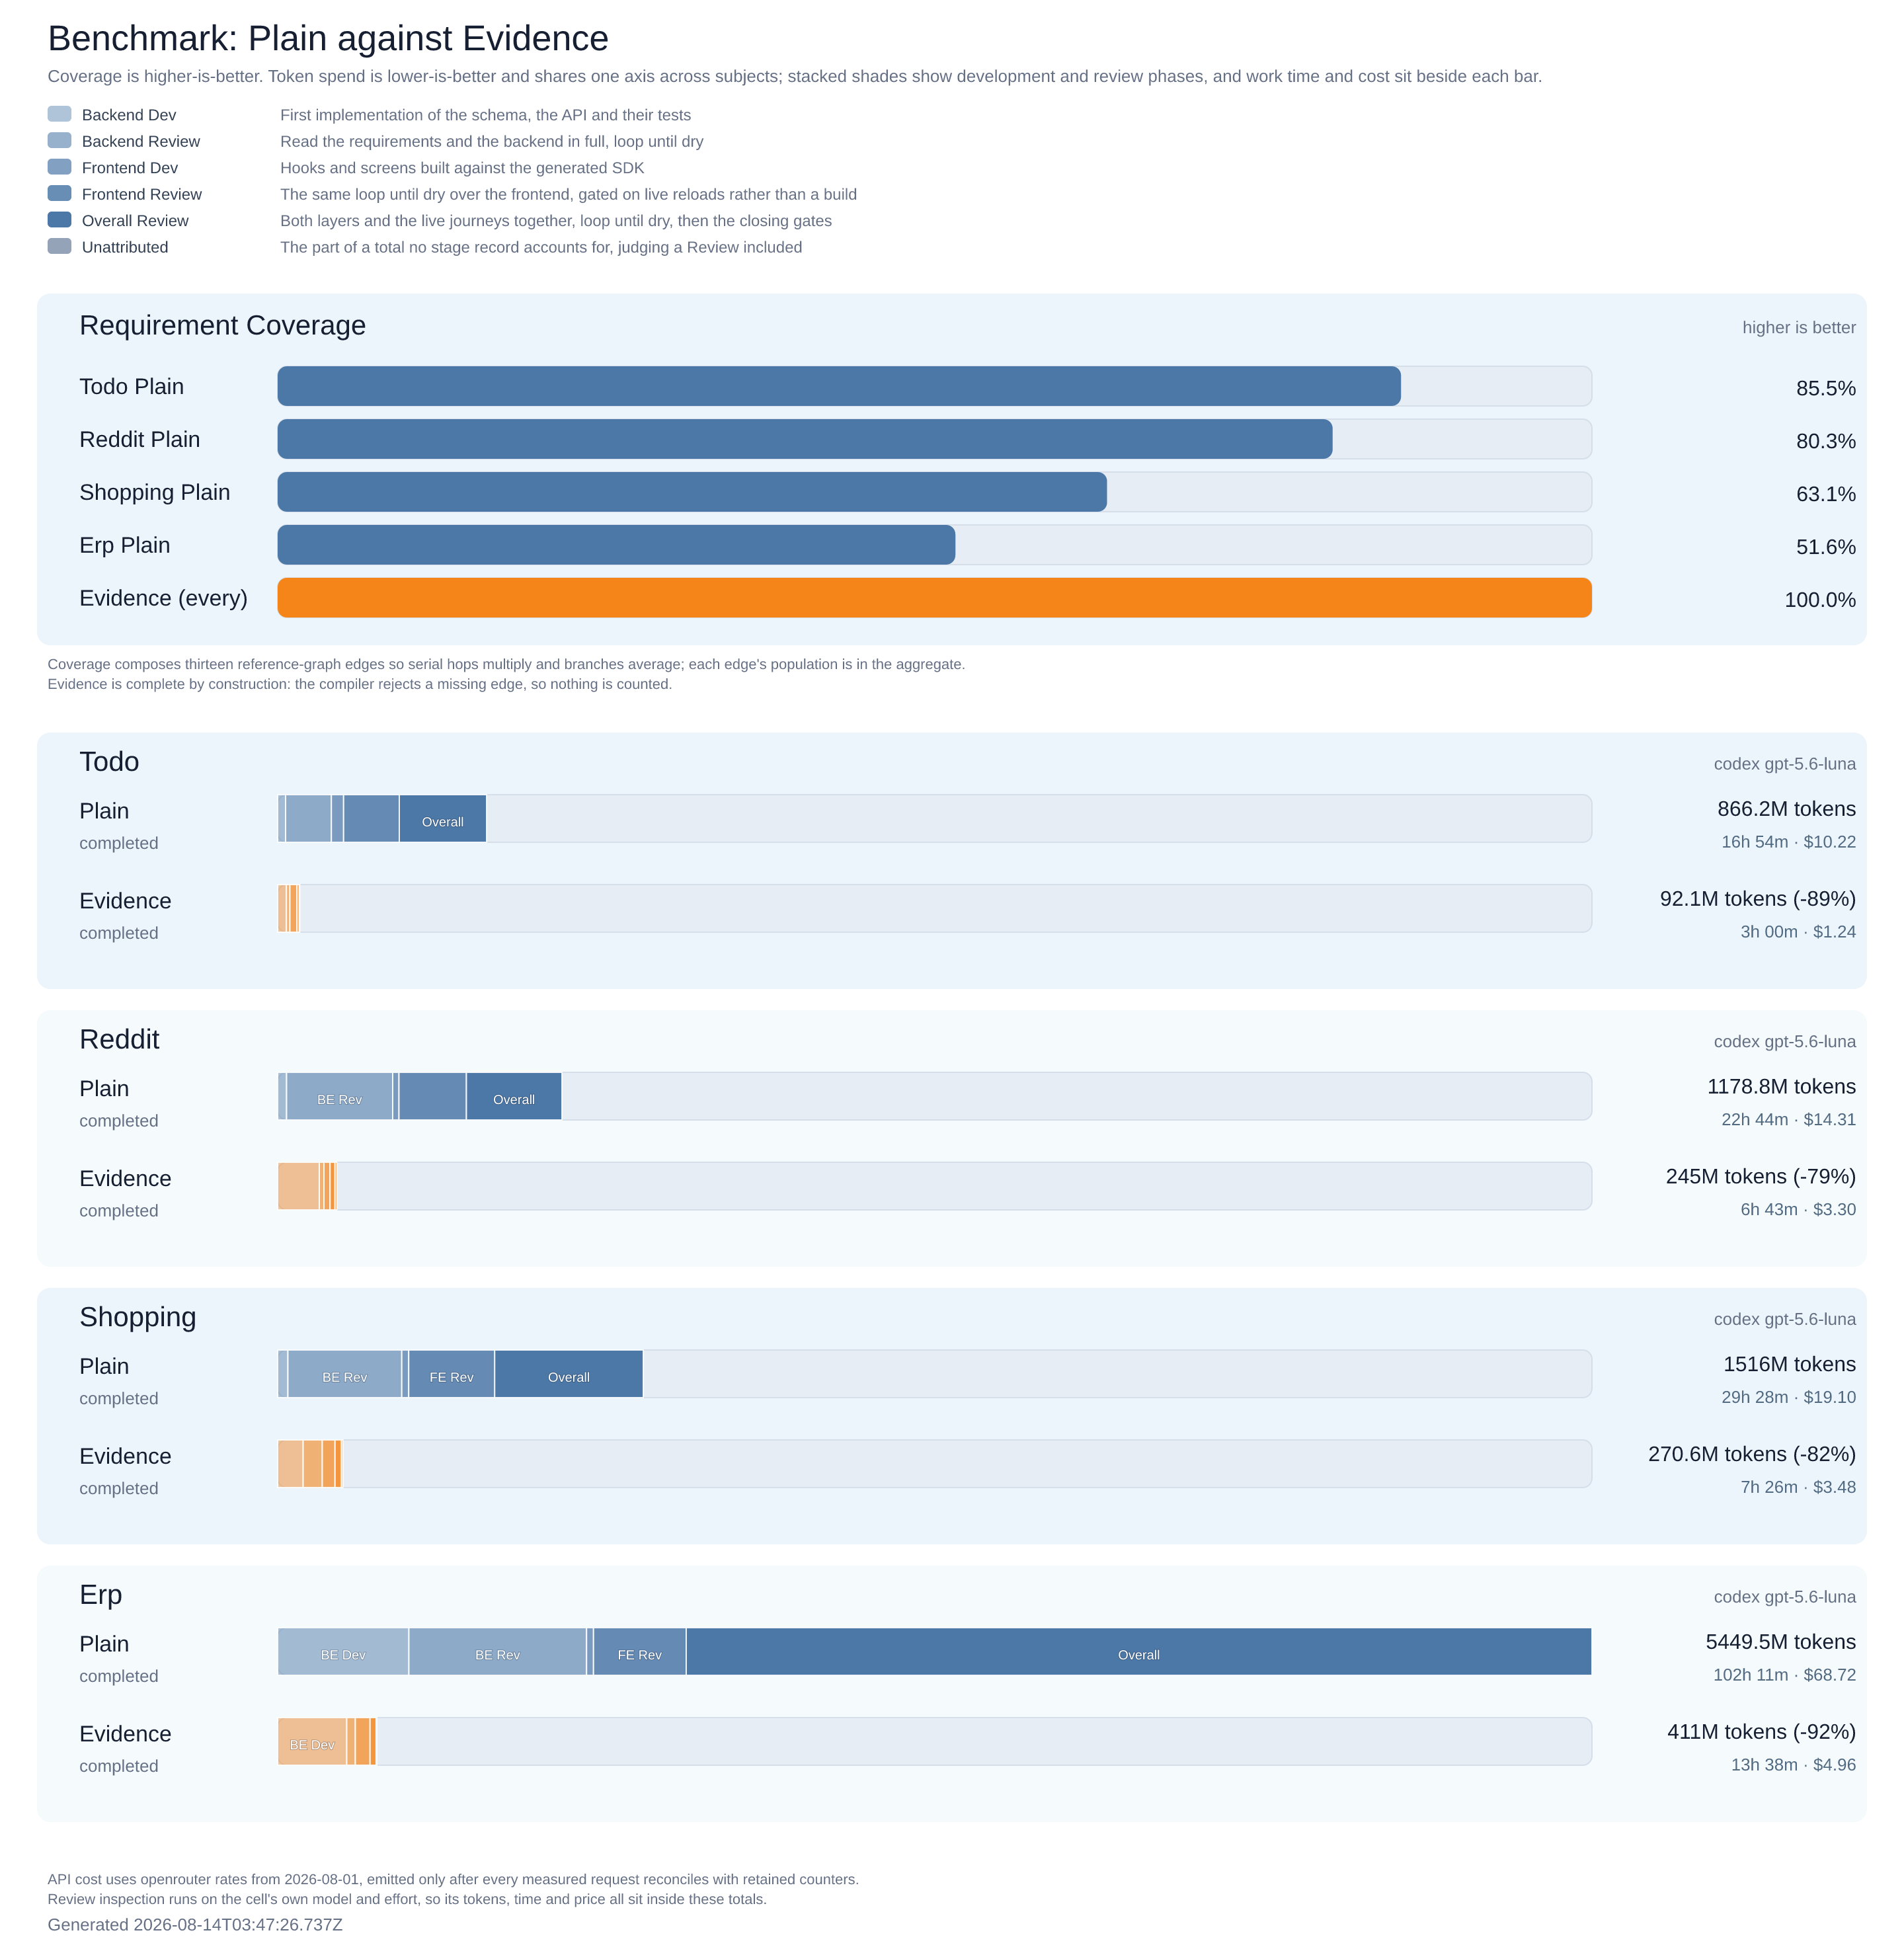 Benchmark: Plain against Evidence
Coverage is higher-is-better. Token spend is lower-is-better and shares one axis across subjects; stacked shades show development and review phases, and work time and cost sit beside each bar.
Backend Dev First implementation of the schema, the API and their tests
Backend Review Read the requirements and the backend in full, loop until dry
Frontend Dev Hooks and screens built against the generated SDK
Frontend Review The same loop until dry over the frontend, gated on live reloads rather than a build
Overall Review Both layers and the live journeys together, loop until dry, then the closing gates
Unattributed The part of a total no stage record accounts for, judging a Review included
Requirement Coverage higher is better
Todo Plain 85.5%
Reddit Plain 80.3%
Shopping Plain 63.1%
Erp Plain 51.6%
Evidence (every) 100.0%
Coverage composes thirteen reference-graph edges so serial hops multiply and branches average; each edge's population is in the aggregate.
Evidence is complete by construction: the compiler rejects a missing edge, so nothing is counted.
Todo codex gpt-5.6-luna
Plain Overall 866.2M tokens
completed 16h 54m · $10.22
Evidence 92.1M tokens (-89%)
completed 3h 00m · $1.24
Reddit codex gpt-5.6-luna
Plain BE Rev Overall 1178.8M tokens
completed 22h 44m · $14.31
Evidence 245M tokens (-79%)
completed 6h 43m · $3.30
Shopping codex gpt-5.6-luna
Plain BE Rev FE Rev Overall 1516M tokens
completed 29h 28m · $19.10
Evidence 270.6M tokens (-82%)
completed 7h 26m · $3.48
Erp codex gpt-5.6-luna
Plain BE Dev BE Rev FE Rev Overall 5449.5M tokens
completed 102h 11m · $68.72
Evidence BE Dev 411M tokens (-92%)
completed 13h 38m · $4.96
API cost uses openrouter rates from 2026-08-01, emitted only after every measured request reconciles with retained counters.
Review inspection runs on the cell's own model and effort, so its tokens, time and price all sit inside these totals.
Generated 2026-08-14T03:47:26.737Z